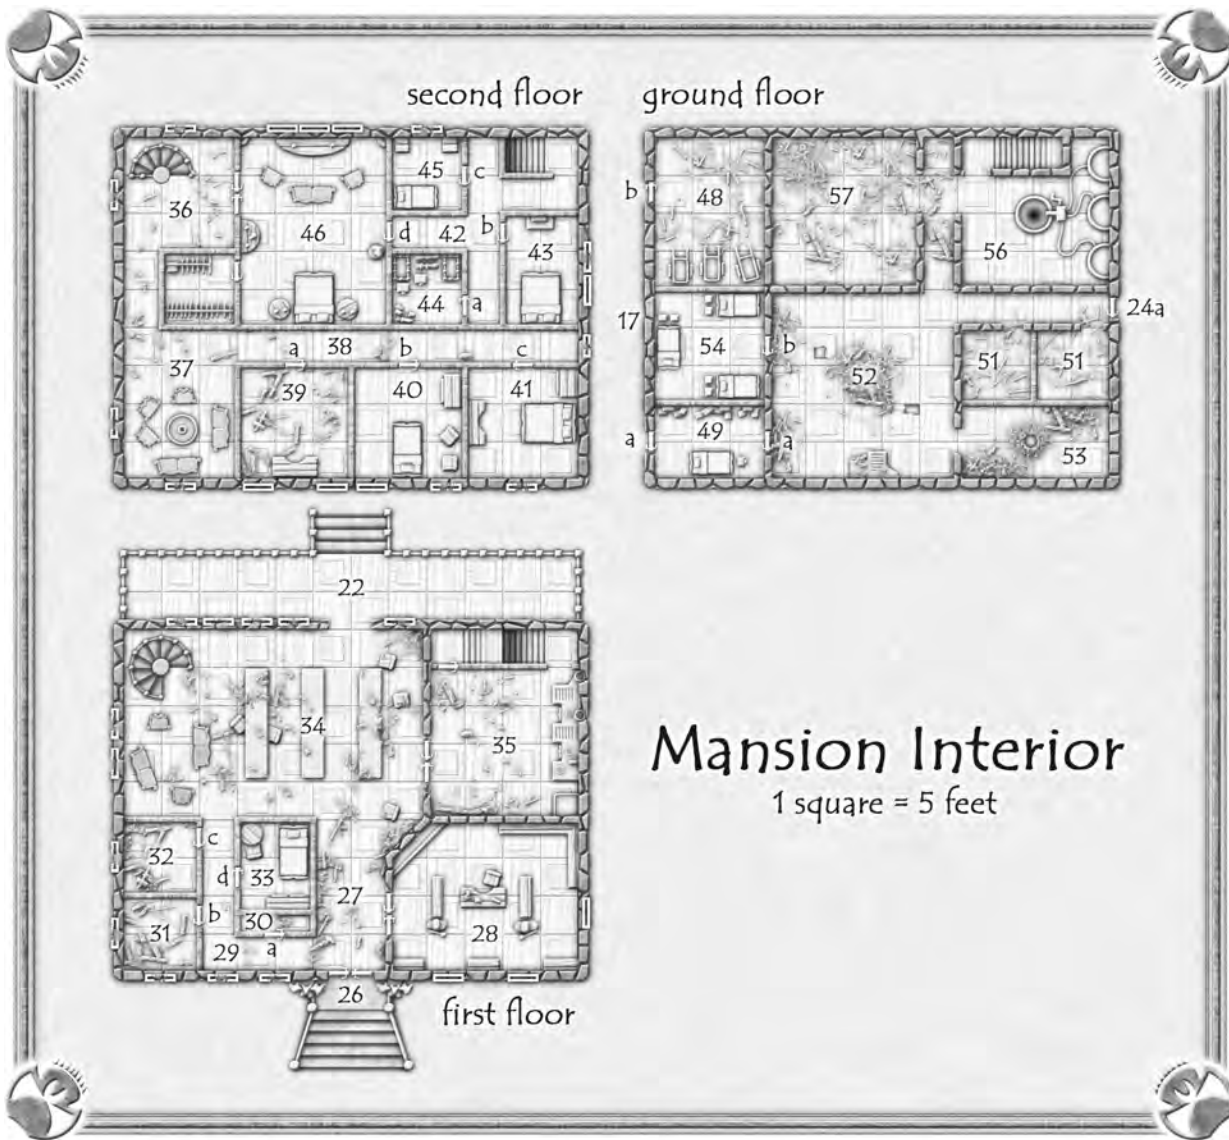 second floor
ground floor
45
c
36
46
d
42
b
43
44
a
a
38
b
c
37
39
40
41
b
48
57
56
17
24a
54
b
52
51
51
a
49
a
53
22
34
35
32
c
33
d
27
b
30
31
29
a
28
26
first floor
Mansion Interior
1 square = 5 feet